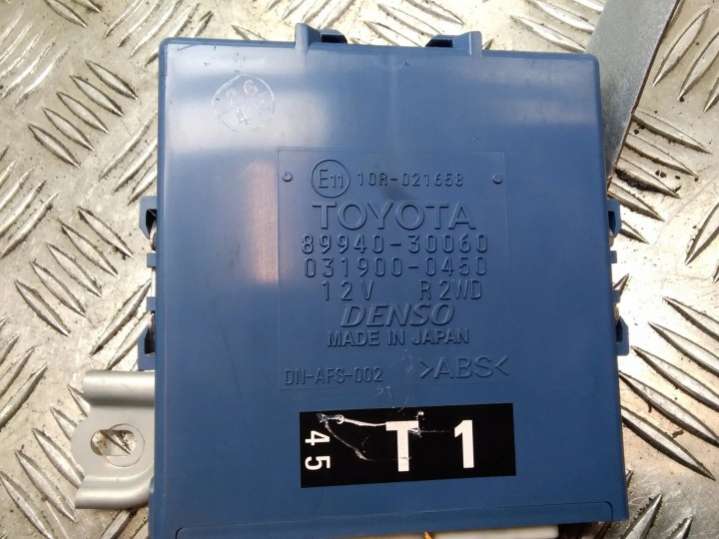 E11 10R-021658
TOYOTA
89940-30060
031900-0450
12V R2WD
DENSO
MADE IN JAPAN
DN-AFS-002 >ABS<
45 T1